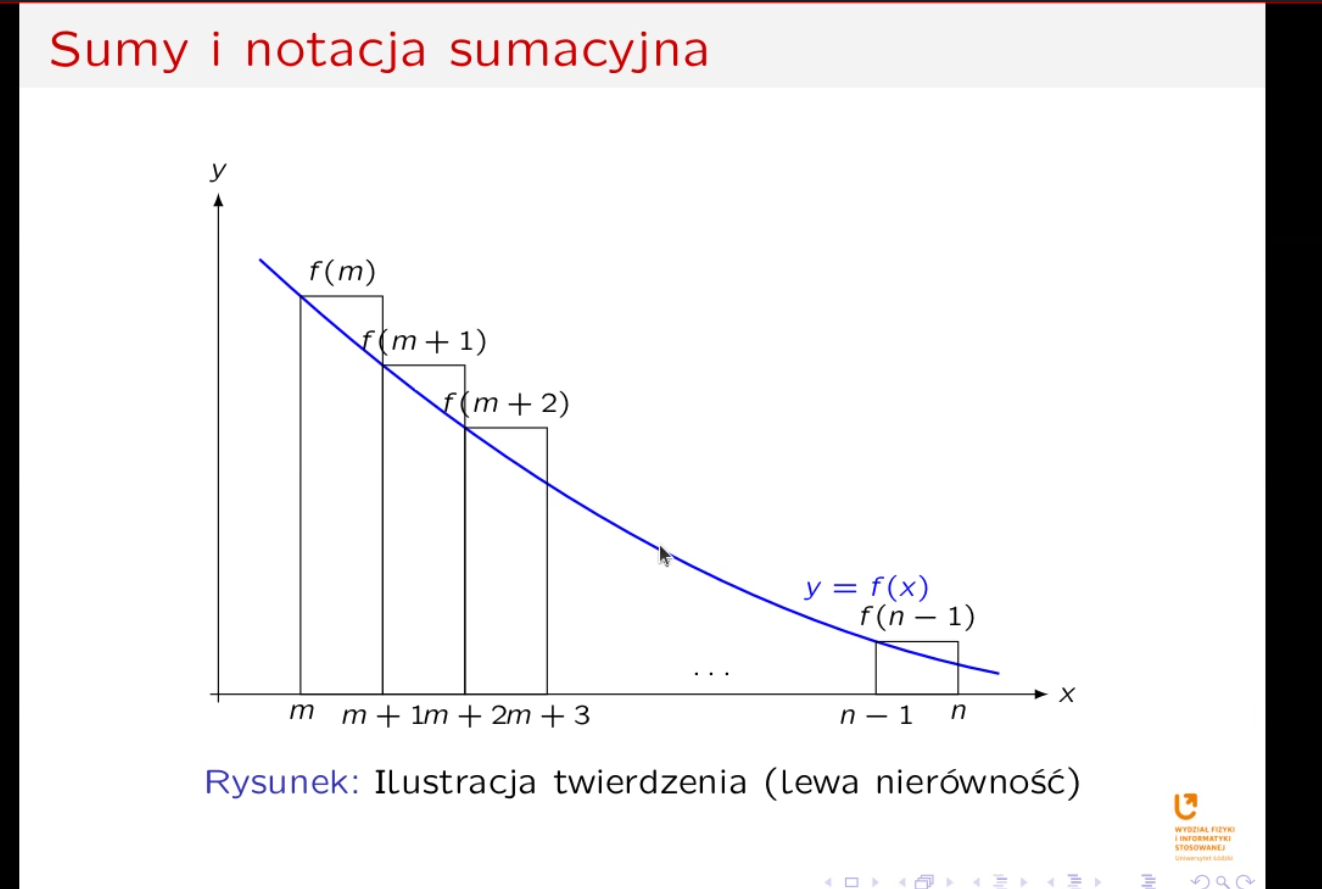 Sumy i notacja sumacyjna
y
f(m)
f(m + 1)
f(m + 2)
y = f(x)
f(n − 1)
. . .
x
m m + 1 m + 2 m + 3 n − 1 n
Rysunek: Ilustracja twierdzenia (lewa nierówność)
WYDZIAŁ FIZYKI
i INFORMATYKI
STOSOWANEJ
Uniwersytet Łódzki